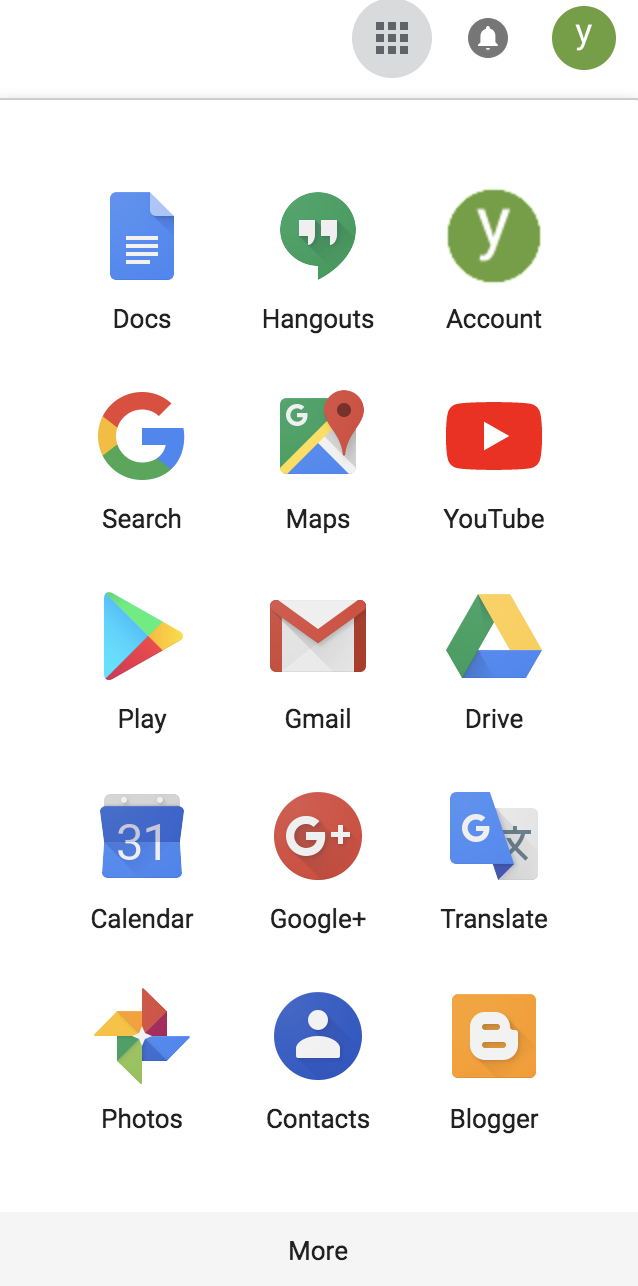 y
Docs Hangouts Account
Search Maps YouTube
Play Gmail Drive
31
Calendar Google+ Translate
Photos Contacts Blogger
More